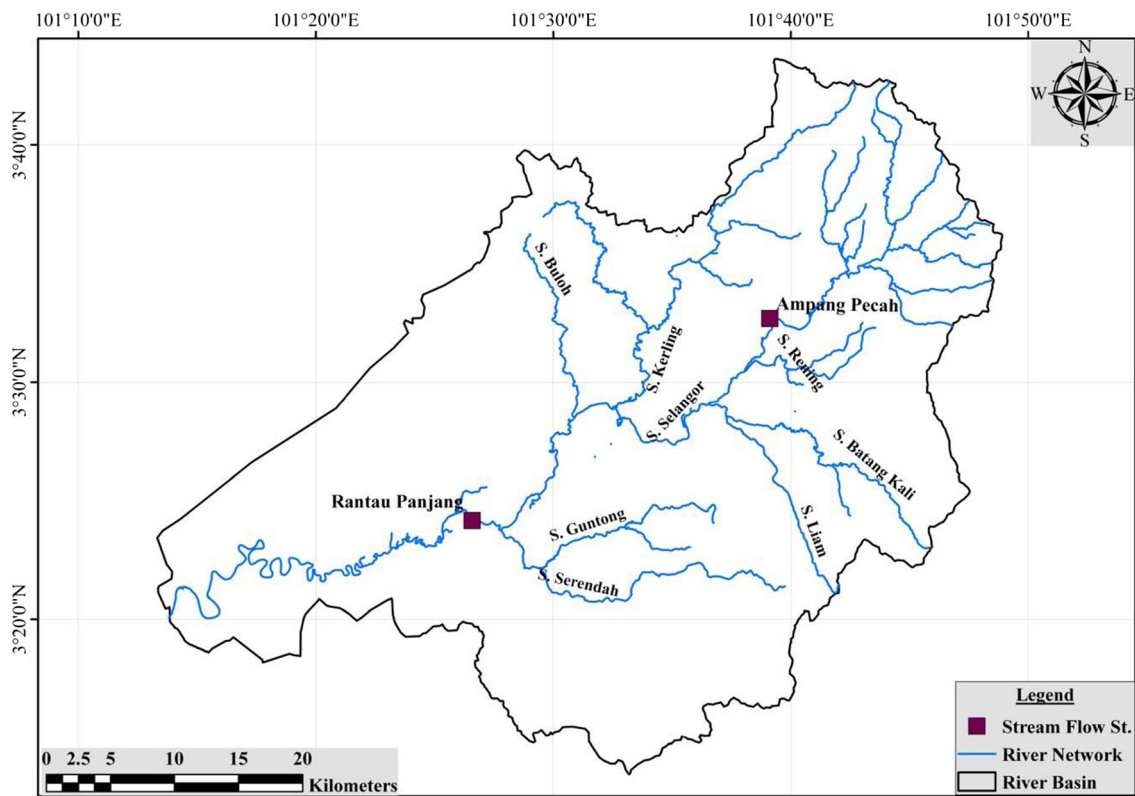 101°10'0"E 101°20'0"E 101°30'0"E 101°40'0"E 101°50'0"E
N
W E
S
3°40'0"N
S. Buloh
Ampang Pecah
S. Kerling
S. Rening
3°30'0"N
S. Selangor
S. Batang Kali
Rantau Panjang
S. Guntong
S. Liam
S. Serendah
3°20'0"N
Legend
Stream Flow St.
River Network
River Basin
0 2.5 5 10 15 20
Kilometers